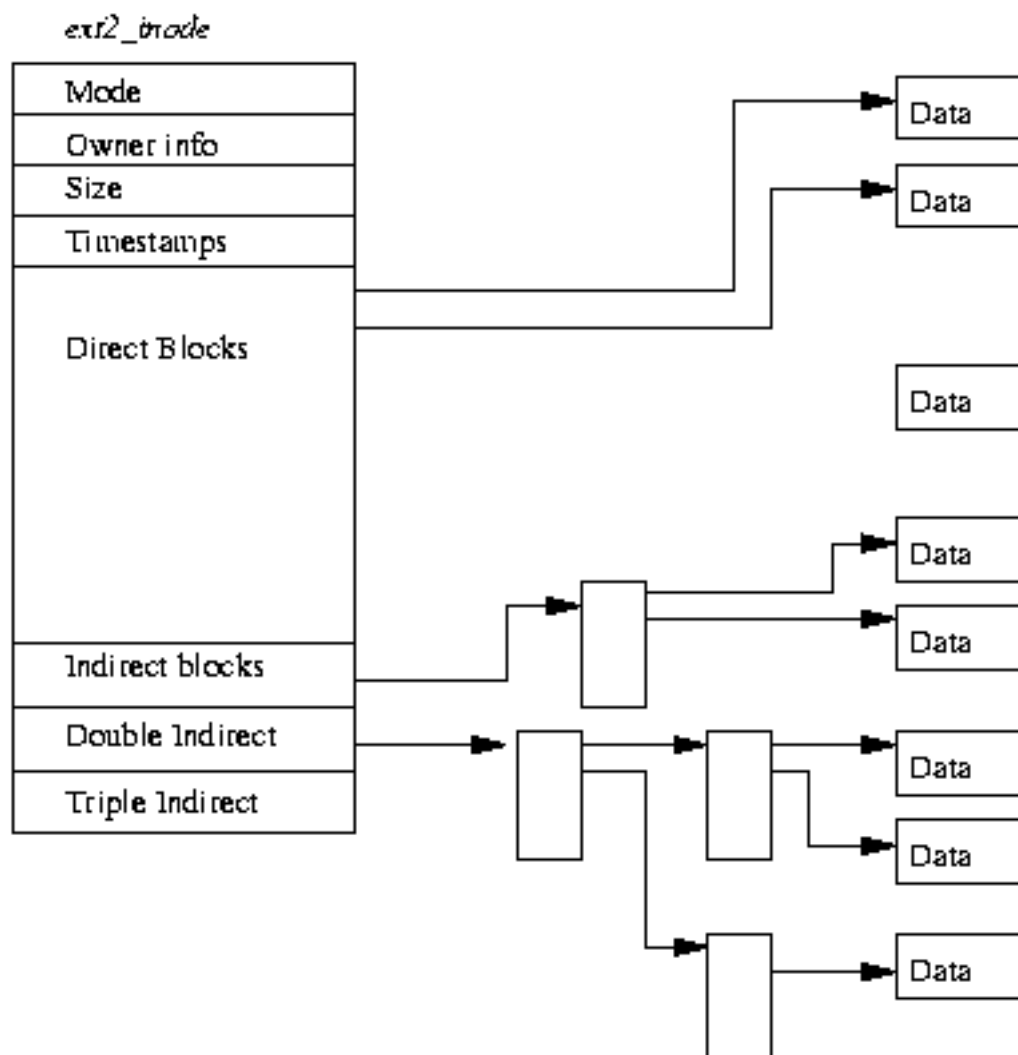 ext2_inode
Mode
Owner info
Size
Timestamps
Direct Blocks
Indirect blocks
Double Indirect
Triple Indirect
Data
Data
Data
Data
Data
Data
Data
Data